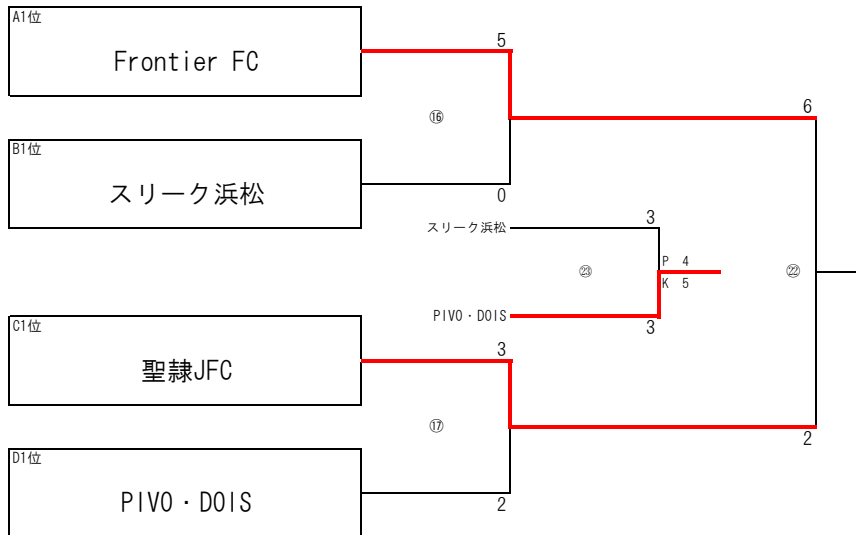 A1位
Frontier FC
5
⑯
6
B1位
スリーク浜松
0
スリーク浜松
3
㉓
P 4
K 5
㉒
PIVO・DOIS
3
C1位
聖隷JFC
3
⑰
2
D1位
PIVO・DOIS
2